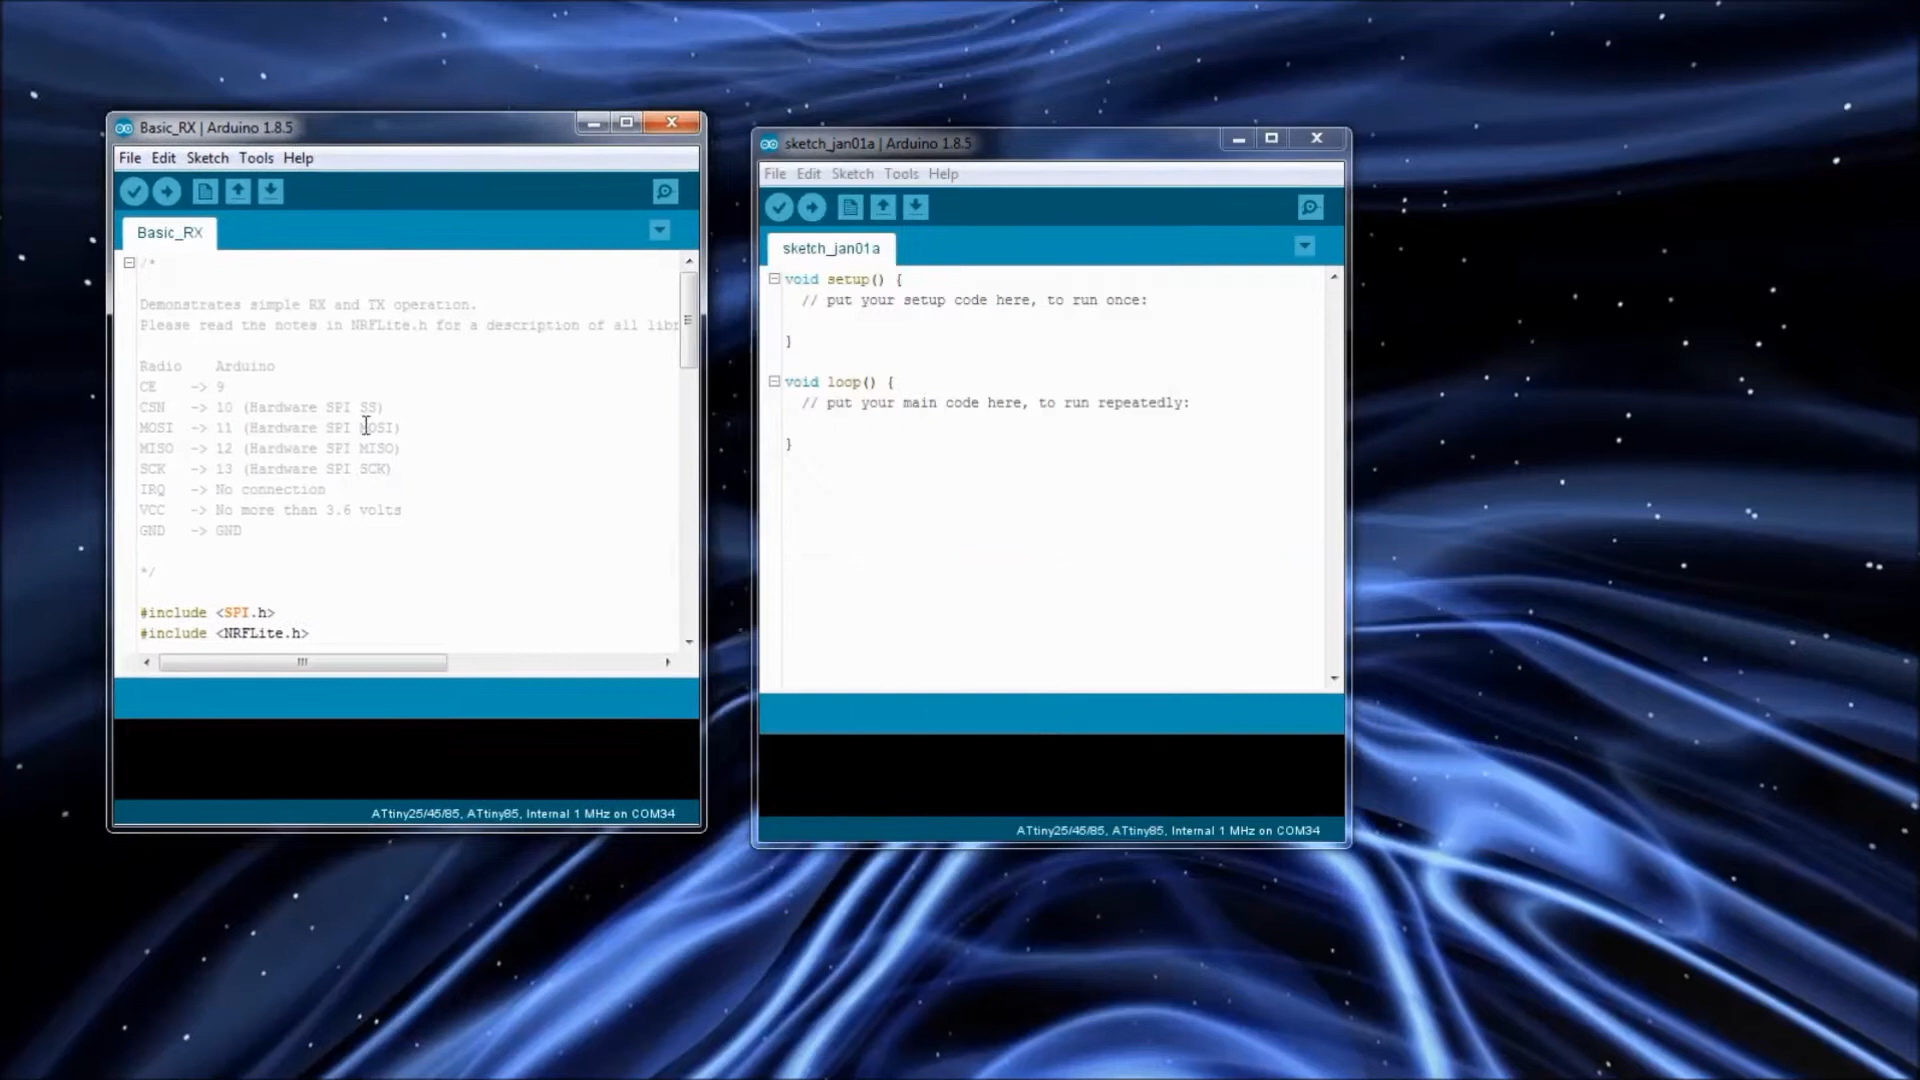 Basic_RX | Arduino 1.8.5
File Edit Sketch Tools Help
Basic_RX
/*
Demonstrates simple RX and TX operation.
Please read the notes in NRFLite.h for a description of all libr
Radio    Arduino
CE    -> 9
CSN   -> 10 (Hardware SPI SS)
MOSI  -> 11 (Hardware SPI MOSI)
MISO  -> 12 (Hardware SPI MISO)
SCK   -> 13 (Hardware SPI SCK)
IRQ   -> No connection
VCC   -> No more than 3.6 volts
GND   -> GND
*/
#include <SPI.h>
#include <NRFLite.h>
ATtiny25/45/85, ATtiny85, Internal 1 MHz on COM34
sketch_jan01a | Arduino 1.8.5
File Edit Sketch Tools Help
sketch_jan01a
void setup() {
// put your setup code here, to run once:
}
void loop() {
// put your main code here, to run repeatedly:
}
ATtiny25/45/85, ATtiny85, Internal 1 MHz on COM34